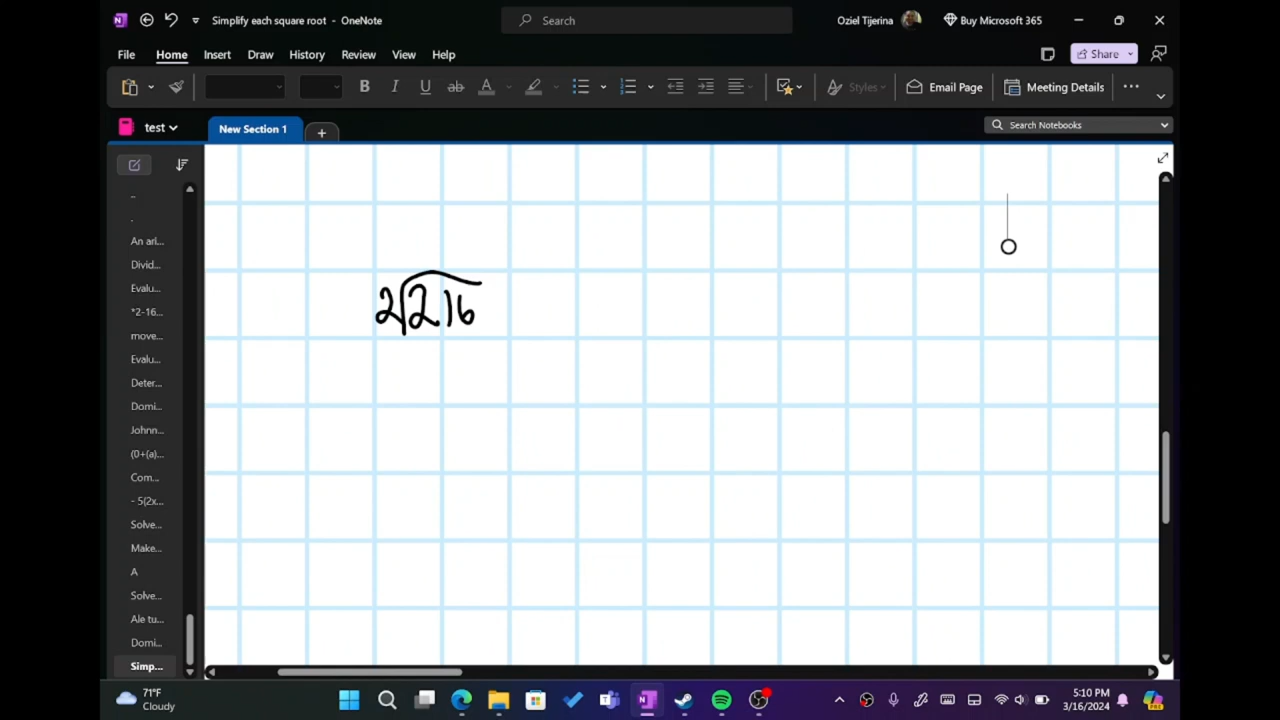 Simplify each square root - OneNote
Search
Oziel Tijerina
Buy Microsoft 365
File Home Insert Draw History Review View Help
Share
B I U ab A
Styles
Email Page
Meeting Details
test
New Section 1
+
Search Notebooks
–
.
An ari...
Divid...
Evalu...
*2-16...
move...
Evalu...
Deter...
Domi...
Johnn...
(0+(a)...
Com...
- 5(2x...
Solve...
Make...
A
Solve...
Ale tu...
Domi...
Simp...
2√216
71°F
Cloudy
5:10 PM
3/16/2024